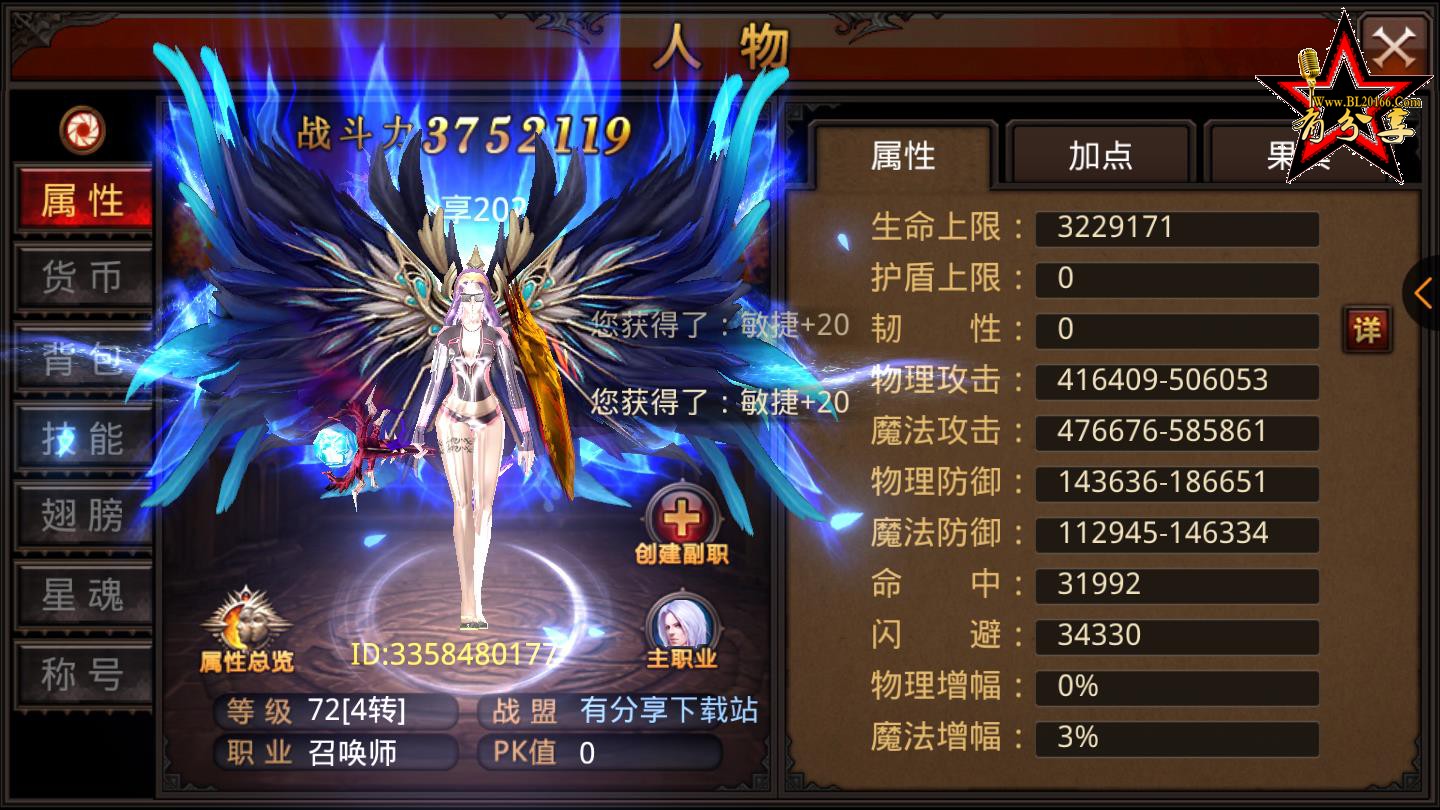 人 物
Www.BL20166.Com
有分享
战斗力3752119
享202
属性
货币
背包
技能
翅膀
星魂
称号
属性 加点 果
您获得了：敏捷+20
您获得了：敏捷+20
创建副职
主职业
属性总览
ID:3358480177
等级 72[4转] 战盟 有分享下载站
职业 召唤师 PK值 0
生命上限： 3229171
护盾上限： 0
韧性： 0
详
物理攻击： 416409-506053
魔法攻击： 476676-585861
物理防御： 143636-186651
魔法防御： 112945-146334
命中： 31992
闪避： 34330
物理增幅： 0%
魔法增幅： 3%